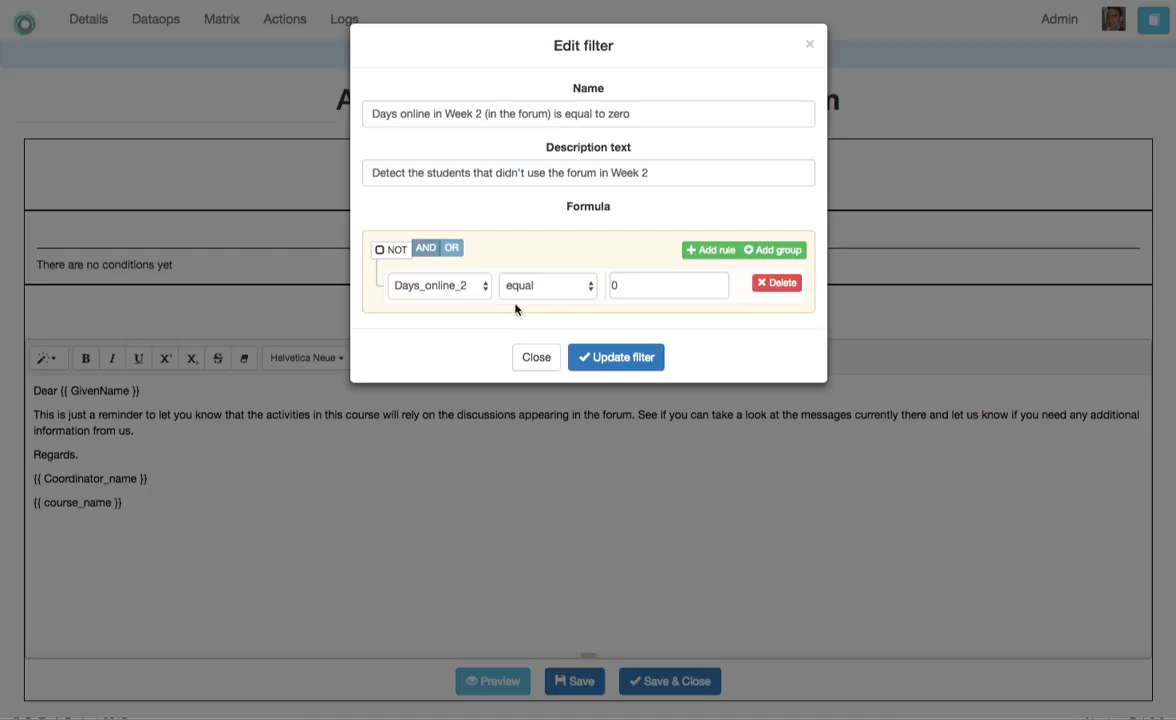 Details Dataops Matrix Actions Logs Admin
Edit filter ×
Name
Days online in Week 2 (in the forum) is equal to zero
Description text
Detect the students that didn't use the forum in Week 2
Formula
NOT AND OR Add rule Add group
Days_online_2 equal 0 Delete
There are no conditions yet
Close Update filter
B I U X' X, S Helvetica Neue
Dear {{ GivenName }}
This is just a reminder to let you know that the activities in this course will rely on the discussions appearing in the forum. See if you can take a look at the messages currently there and let us know if you need any additional
information from us.
Regards.
{{ Coordinator_name }}
{{ course_name }}
Preview Save Save & Close